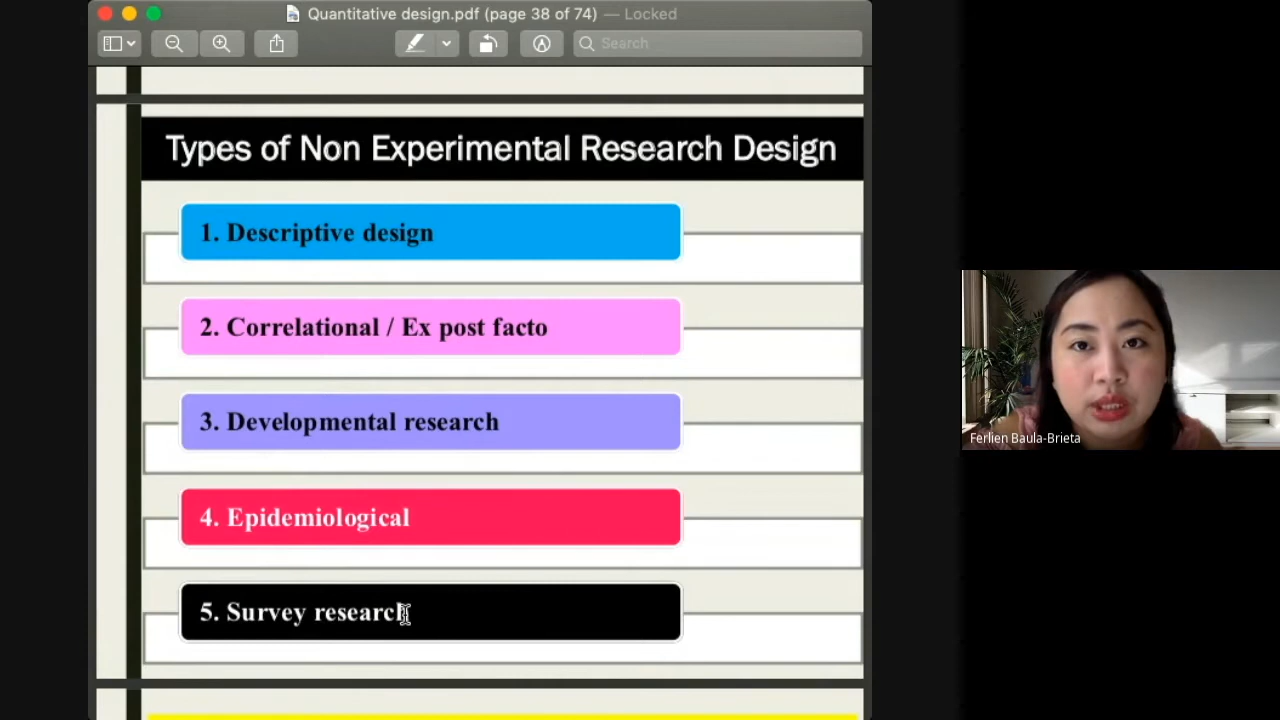 Quantitative design.pdf (page 38 of 74) — Locked
Search
Types of Non Experimental Research Design
1. Descriptive design
2. Correlational / Ex post facto
3. Developmental research
4. Epidemiological
5. Survey research
Ferlien Baula-Brieta